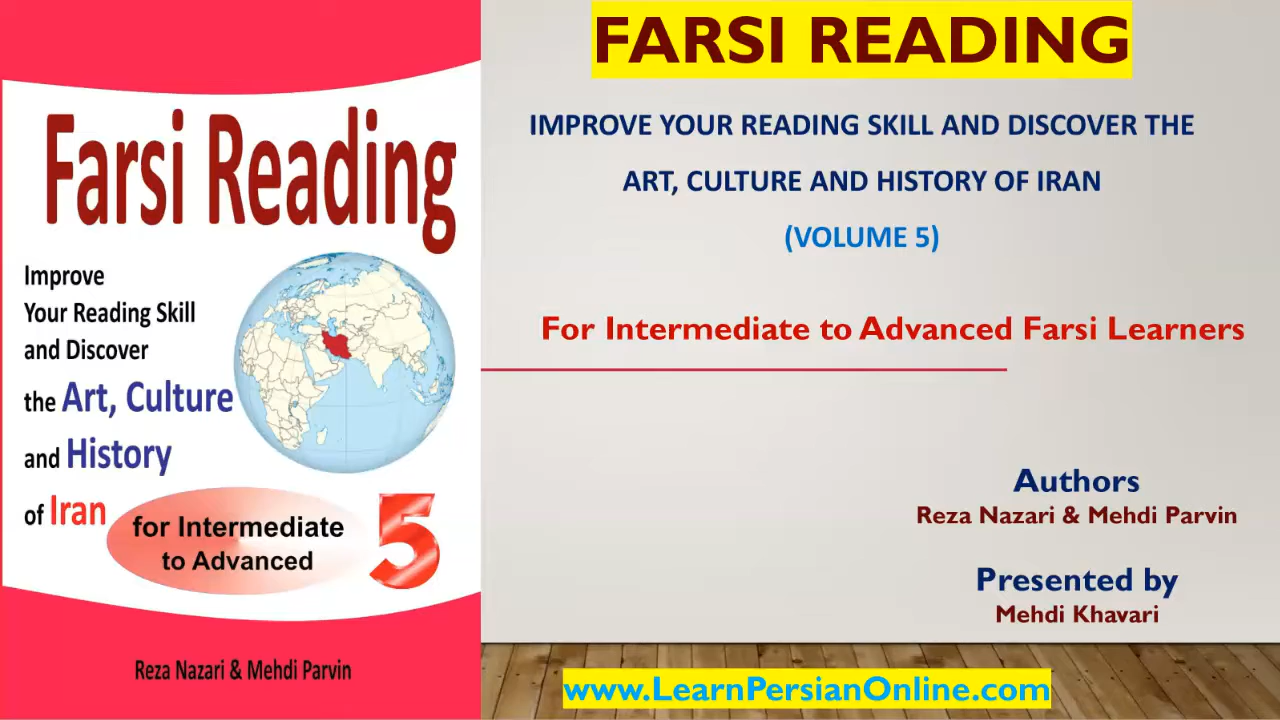 Farsi Reading
Improve
Your Reading Skill
and Discover
the Art, Culture
and History
of Iran
for Intermediate
to Advanced
5
Reza Nazari & Mehdi Parvin
FARSI READING
IMPROVE YOUR READING SKILL AND DISCOVER THE
ART, CULTURE AND HISTORY OF IRAN
(VOLUME 5)
For Intermediate to Advanced Farsi Learners
Authors
Reza Nazari & Mehdi Parvin
Presented by
Mehdi Khavari
www.LearnPersianOnline.com